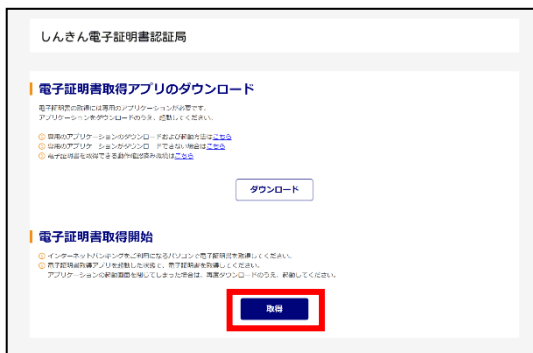 しんきん電子証明書認証局
電子証明書取得アプリのダウンロード
電子証明書の取得には専用のアプリケーションが必要です。
アプリケーションをダウンロードのうえ、起動してください。
専用のアプリケーションのダウンロードおよび起動方法はこちら
専用のアプリケーションがダウンロードできない場合はこちら
電子証明書を取得できる動作確認済み環境はこちら
ダウンロード
電子証明書取得開始
インターネットバンキングをご利用になるパソコンで電子証明書を取得してください。
電子証明書取得アプリを起動した状態で、電子証明書を取得してください。
アプリケーションの起動画面を閉じてしまった場合は、再度ダウンロードのうえ、起動してください。
取得